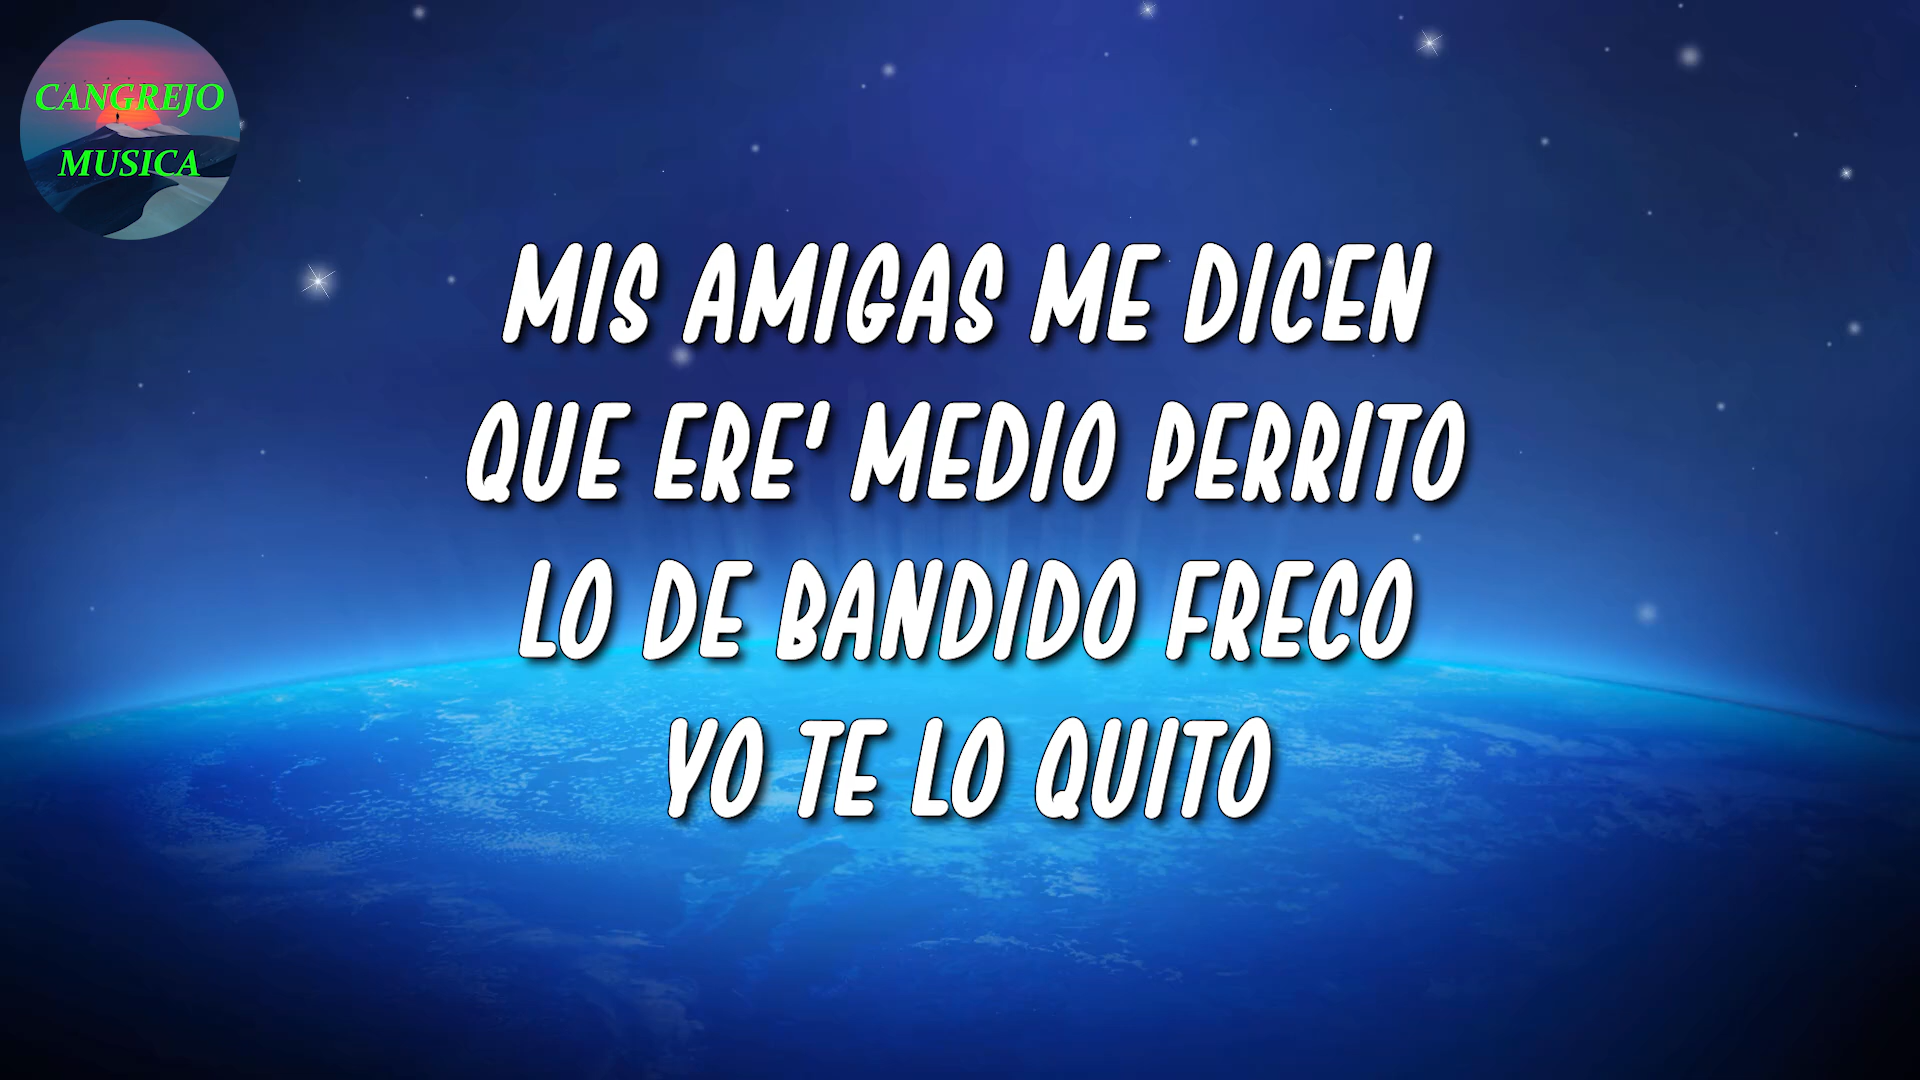 CANGREJO
MUSICA
MIS AMIGAS ME DICEN
QUE ERE' MEDIO PERRITO
LO DE BANDIDO FRECO
YO TE LO QUITO